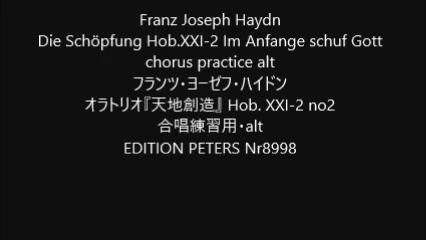 Franz Joseph Haydn
Die Schöpfung Hob.XXI-2 Im Anfange schuf Gott
chorus practice alt
フランツ・ヨーゼフ・ハイドン
オラトリオ『天地創造』 Hob. XXI-2 no2
合唱練習用・alt
EDITION PETERS Nr8998